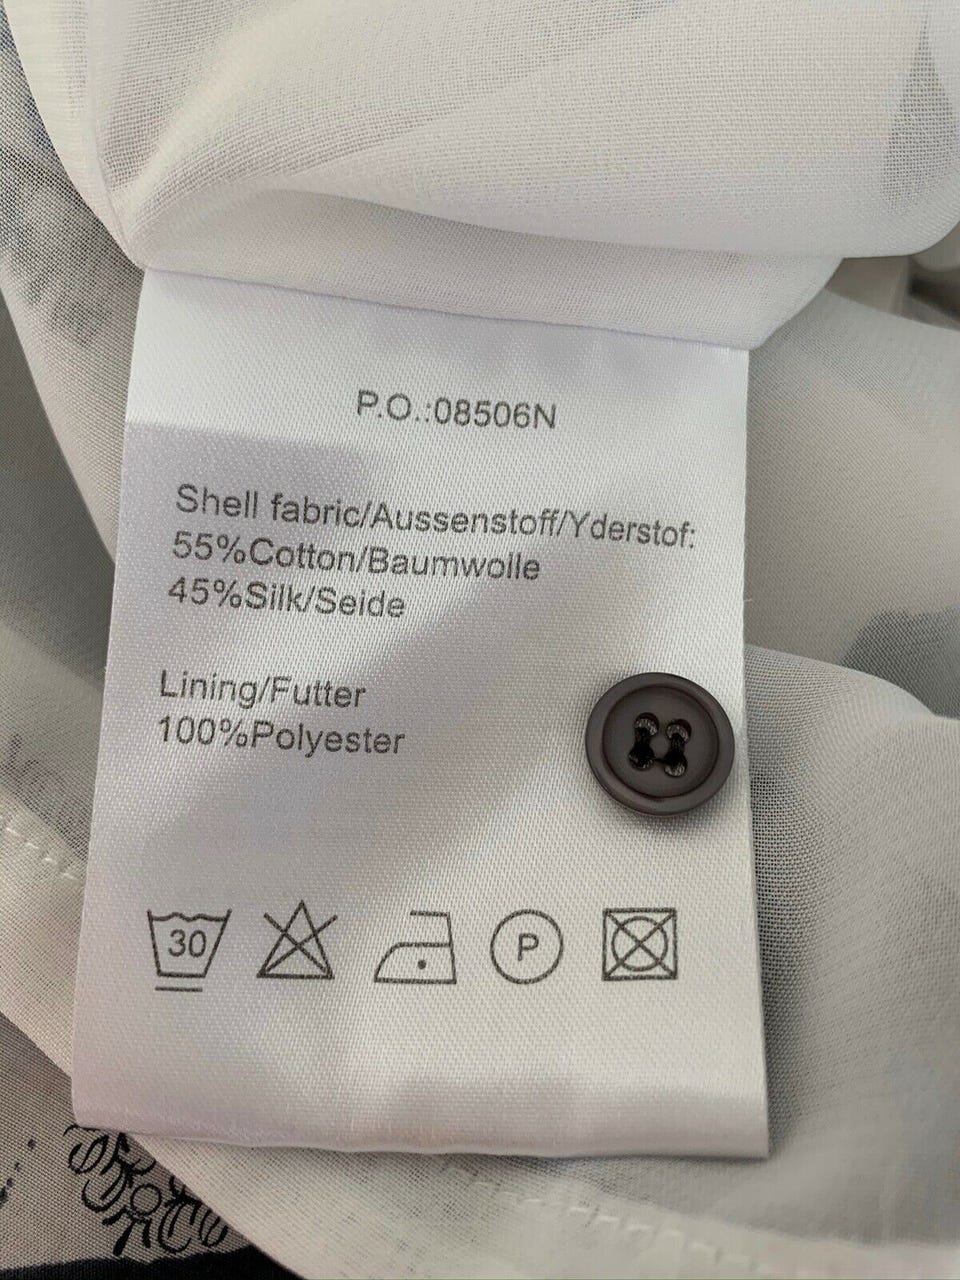 P.O.:08506N
Shell fabric/Aussenstoff/Yderstof:
55%Cotton/Baumwolle
45%Silk/Seide
Lining/Futter
100%Polyester
30
P